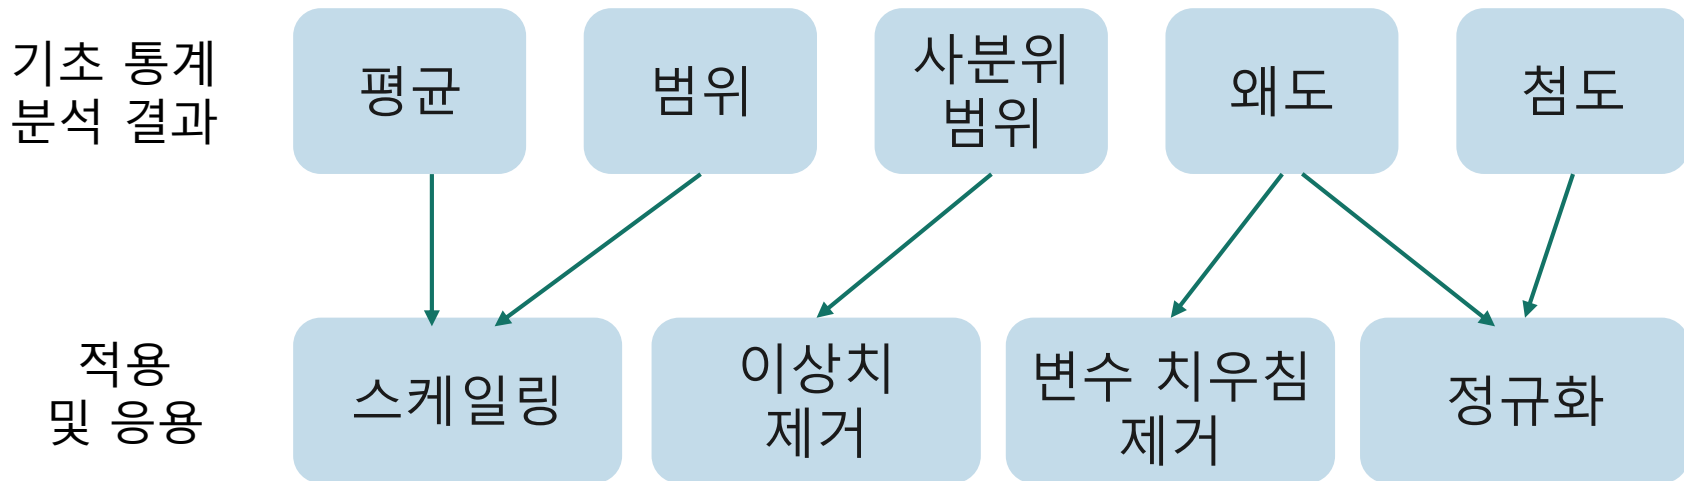 기초 통계
분석 결과
평균
범위
사분위
범위
왜도
첨도
적용
및 응용
스케일링
이상치
제거
변수 치우침
제거
정규화